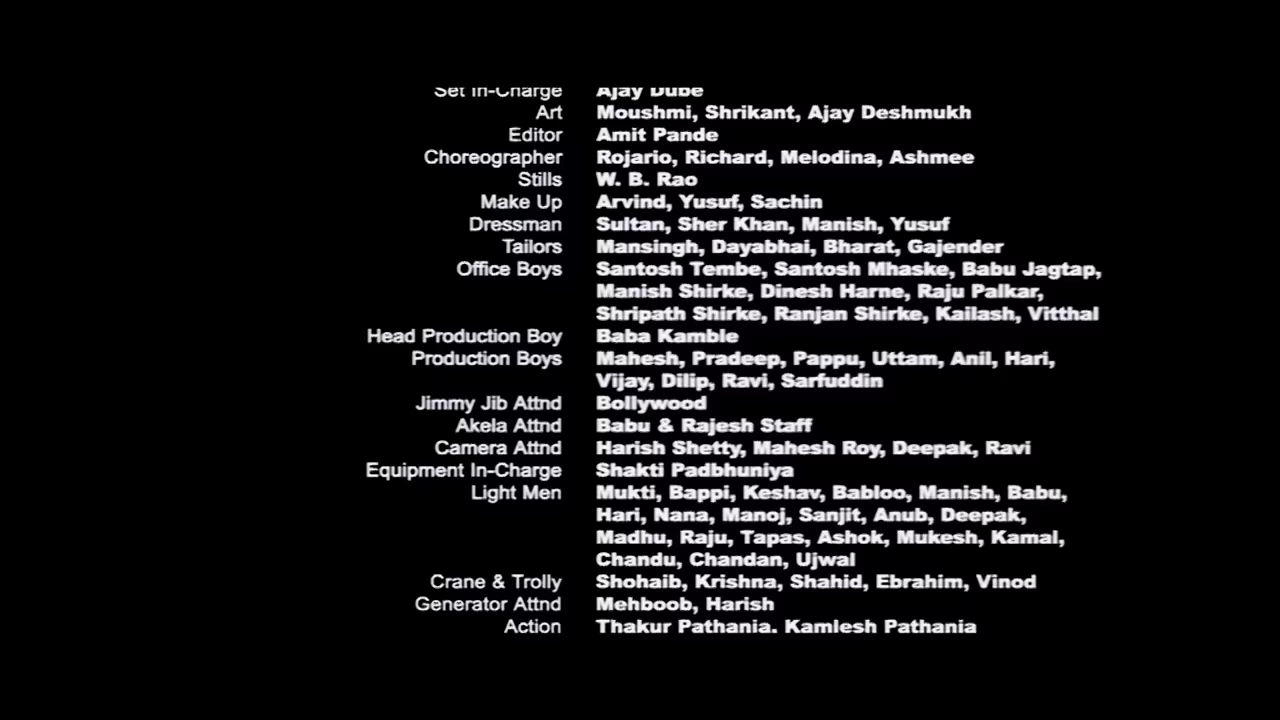 Set In-Charge Ajay Dube
Art Moushmi, Shrikant, Ajay Deshmukh
Editor Amit Pande
Choreographer Rojario, Richard, Melodina, Ashmee
Stills W. B. Rao
Make Up Arvind, Yusuf, Sachin
Dressman Sultan, Sher Khan, Manish, Yusuf
Tailors Mansingh, Dayabhai, Bharat, Gajender
Office Boys Santosh Tembe, Santosh Mhaske, Babu Jagtap,
Manish Shirke, Dinesh Harne, Raju Palkar,
Shripath Shirke, Ranjan Shirke, Kailash, Vitthal
Head Production Boy Baba Kamble
Production Boys Mahesh, Pradeep, Pappu, Uttam, Anil, Hari,
Vijay, Dilip, Ravi, Sarfuddin
Jimmy Jib Attnd Bollywood
Akela Attnd Babu & Rajesh Staff
Camera Attnd Harish Shetty, Mahesh Roy, Deepak, Ravi
Equipment In-Charge Shakti Padbhuniya
Light Men Mukti, Bappi, Keshav, Babloo, Manish, Babu,
Hari, Nana, Manoj, Sanjit, Anub, Deepak,
Madhu, Raju, Tapas, Ashok, Mukesh, Kamal,
Chandu, Chandan, Ujwal
Crane & Trolly Shohaib, Krishna, Shahid, Ebrahim, Vinod
Generator Attnd Mehboob, Harish
Action Thakur Pathania. Kamlesh Pathania